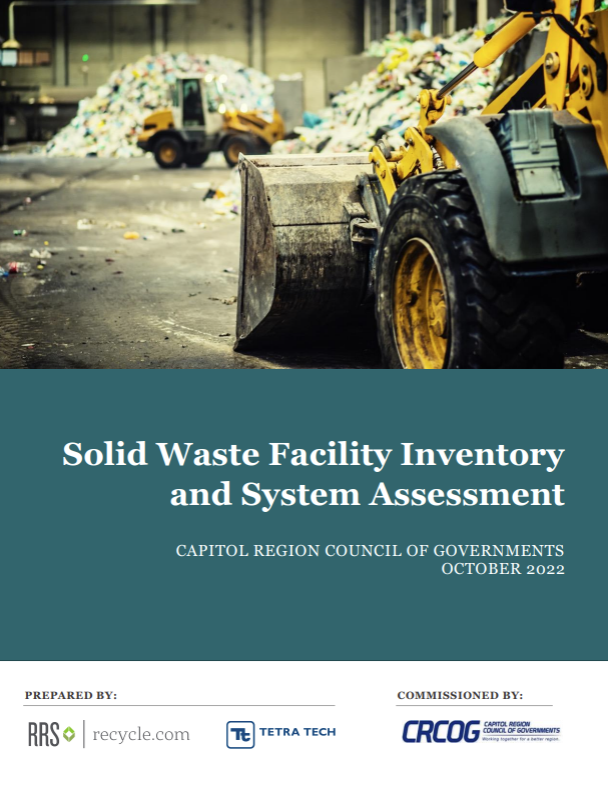 Solid Waste Facility Inventory
and System Assessment
CAPITOL REGION COUNCIL OF GOVERNMENTS
OCTOBER 2022
PREPARED BY:
COMMISSIONED BY:
RRS recycle.com
Tt TETRA TECH
CRCOG CAPITOL REGION
COUNCIL OF GOVERNMENTS
Working together for a better region.